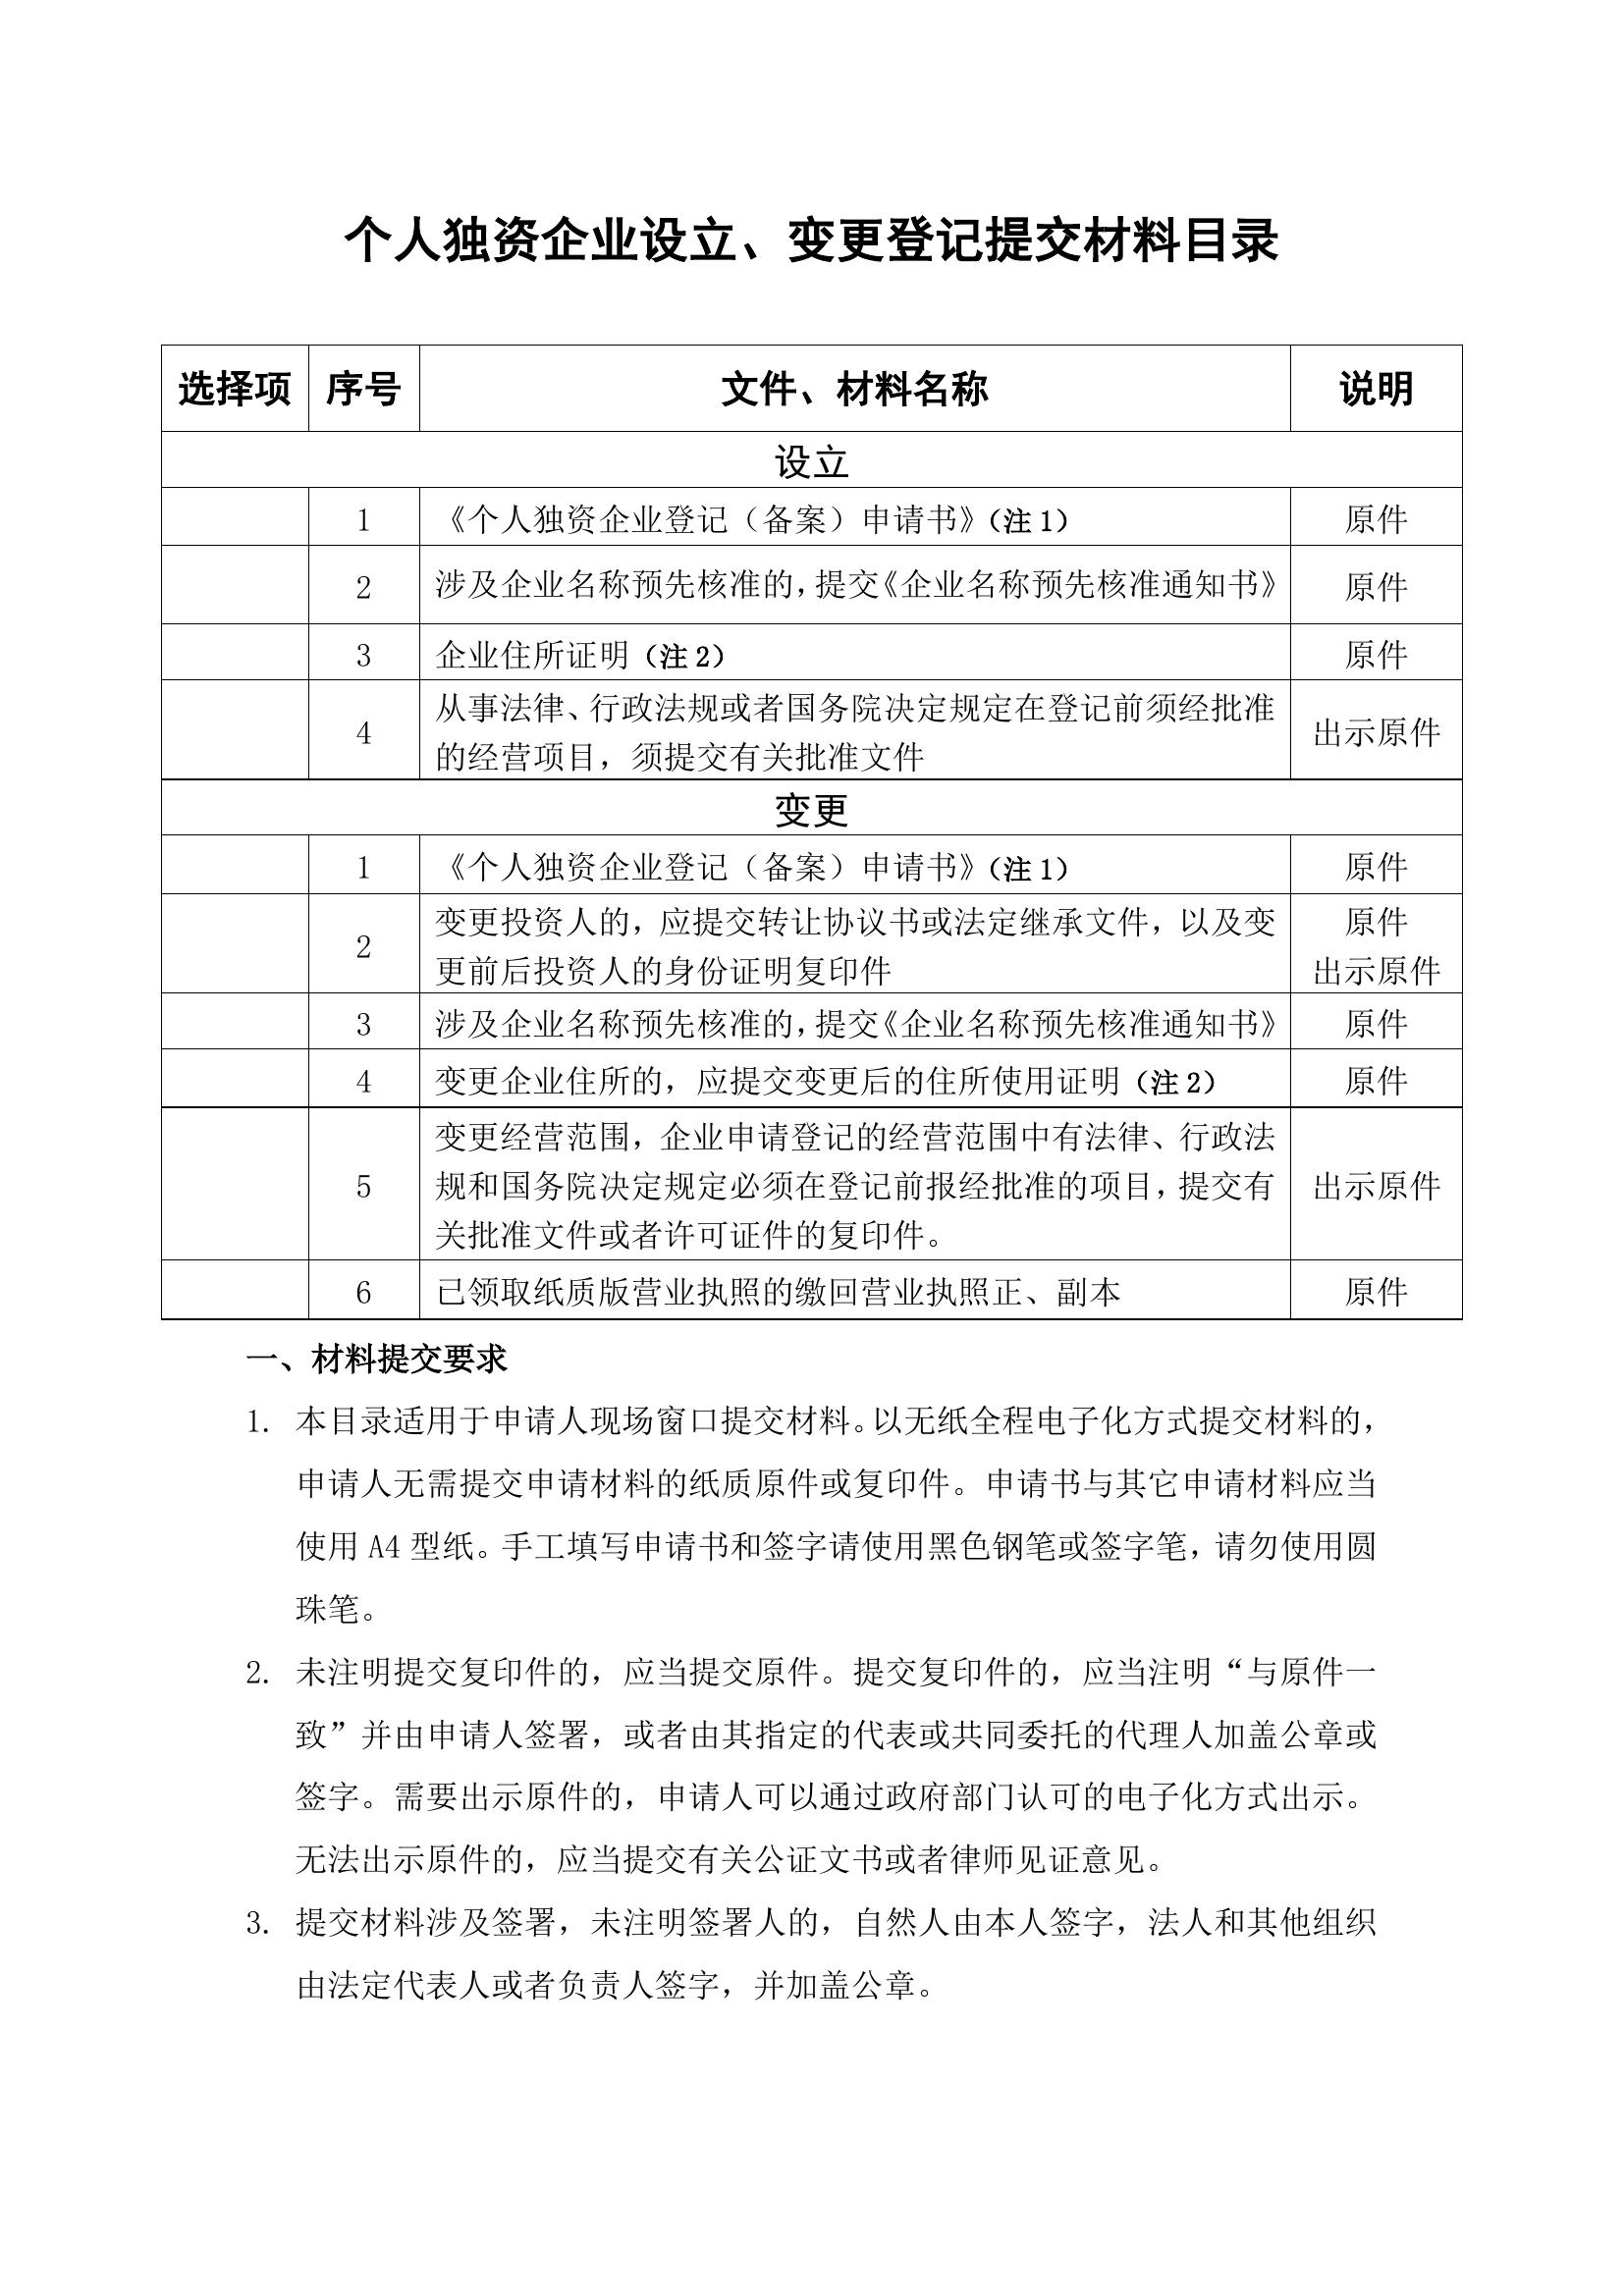 个人独资企业设立、变更登记提交材料目录
选择项 序号 文件、材料名称 说明
设立
1 《个人独资企业登记（备案）申请书》（注1） 原件
2 涉及企业名称预先核准的，提交《企业名称预先核准通知书》 原件
3 企业住所证明（注2） 原件
4 从事法律、行政法规或者国务院决定规定在登记前须经批准
的经营项目，须提交有关批准文件 出示原件
变更
1 《个人独资企业登记（备案）申请书》（注1） 原件
2 变更投资人的，应提交转让协议书或法定继承文件，以及变 原件
更前后投资人的身份证明复印件 出示原件
3 涉及企业名称预先核准的，提交《企业名称预先核准通知书》 原件
4 变更企业住所的，应提交变更后的住所使用证明（注2） 原件
变更经营范围，企业申请登记的经营范围中有法律、行政法
5 规和国务院决定规定必须在登记前报经批准的项目，提交有 出示原件
关批准文件或者许可证件的复印件。
6 已领取纸质版营业执照的缴回营业执照正、副本 原件
一、材料提交要求
1. 本目录适用于申请人现场窗口提交材料。以无纸全程电子化方式提交材料的，
申请人无需提交申请材料的纸质原件或复印件。申请书与其它申请材料应当
使用 A4 型纸。手工填写申请书和签字请使用黑色钢笔或签字笔，请勿使用圆
珠笔。
2. 未注明提交复印件的，应当提交原件。提交复印件的，应当注明“与原件一
致”并由申请人签署，或者由其指定的代表或共同委托的代理人加盖公章或
签字。需要出示原件的，申请人可以通过政府部门认可的电子化方式出示。
无法出示原件的，应当提交有关公证文书或者律师见证意见。
3. 提交材料涉及签署，未注明签署人的，自然人由本人签字，法人和其他组织
由法定代表人或者负责人签字，并加盖公章。